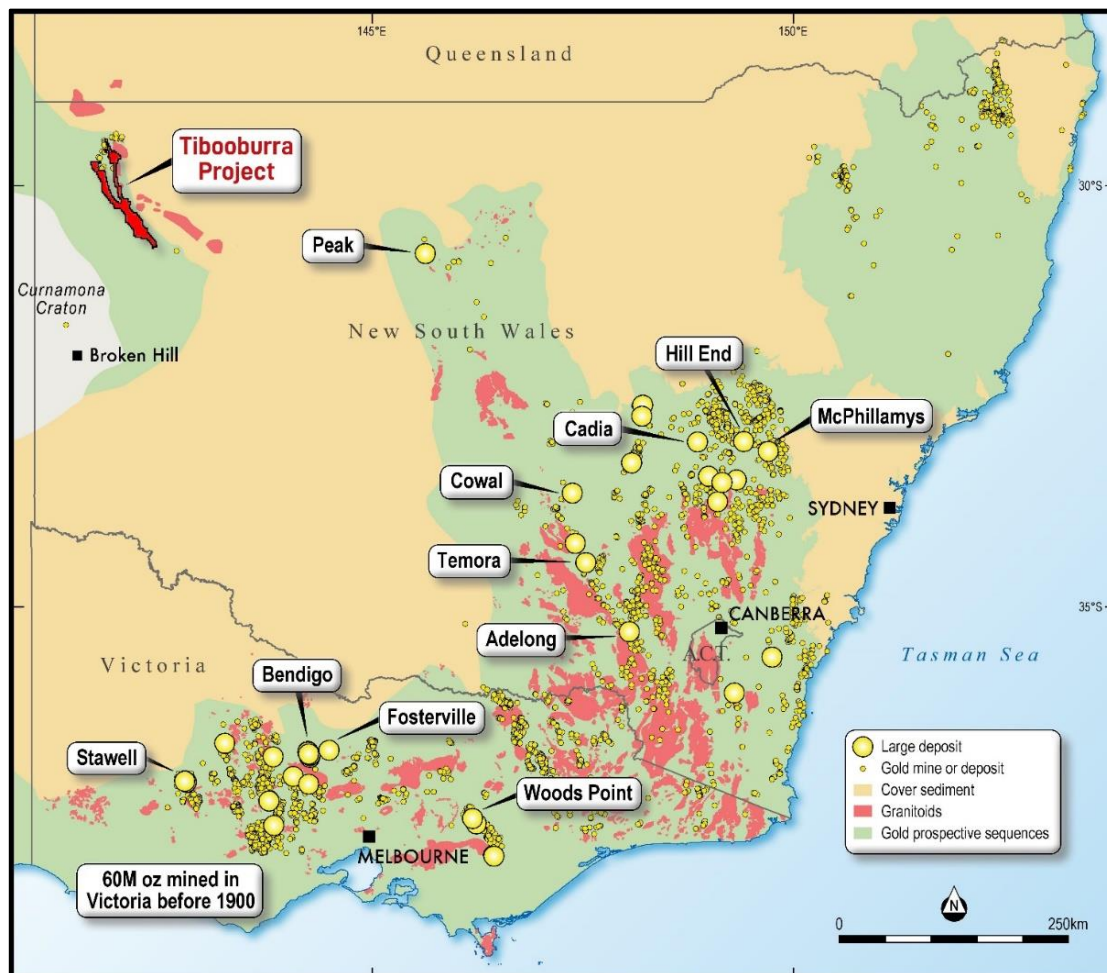 145°E
150°E
Queensland
Tibooburra
Project
30°S
Peak
Curnamona
Craton
New South Wales
Broken Hill
Hill End
McPhillamys
Cadia
Cowal
SYDNEY
Temora
CANBERRA
35°S
Adelong
A.C.T.
Victoria
Tasman Sea
Bendigo
Fosterville
Stawell
Woods Point
MELBOURNE
60M oz mined in
Victoria before 1900
Large deposit
Gold mine or deposit
Cover sediment
Granitoids
Gold prospective sequences
N
0
250km